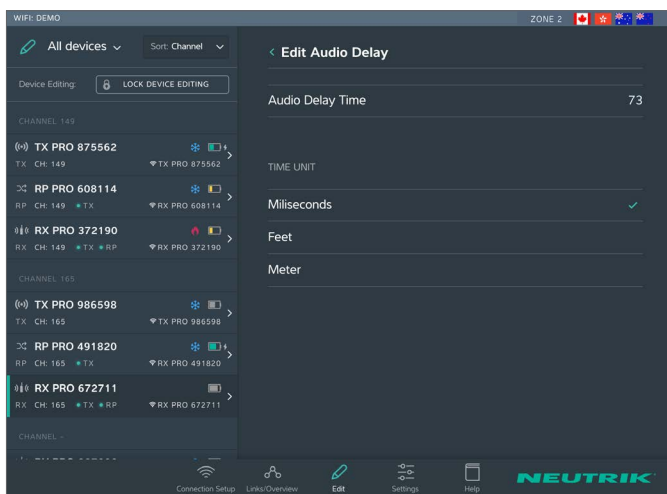 WIFI: DEMO
ZONE 2
All devices
Sort: Channel
Device Editing:
LOCK DEVICE EDITING
CHANNEL 149
TX PRO 875562
TX CH: 149
TX PRO 875562
RP PRO 608114
RP CH: 149 TX
RX PRO 608114
RX PRO 372190
RX CH: 149 TX RP
RX PRO 372190
CHANNEL 165
TX PRO 986598
TX CH: 165
TX PRO 986598
RP PRO 491820
RP CH: 165 TX
RX PRO 491820
RX PRO 672711
RX CH: 165 TX RP
RX PRO 672711
CHANNEL -
Edit Audio Delay
Audio Delay Time 73
TIME UNIT
Miliseconds
Feet
Meter
Connection Setup
Links/Overview
Edit
Settings
Help
NEUTRIK